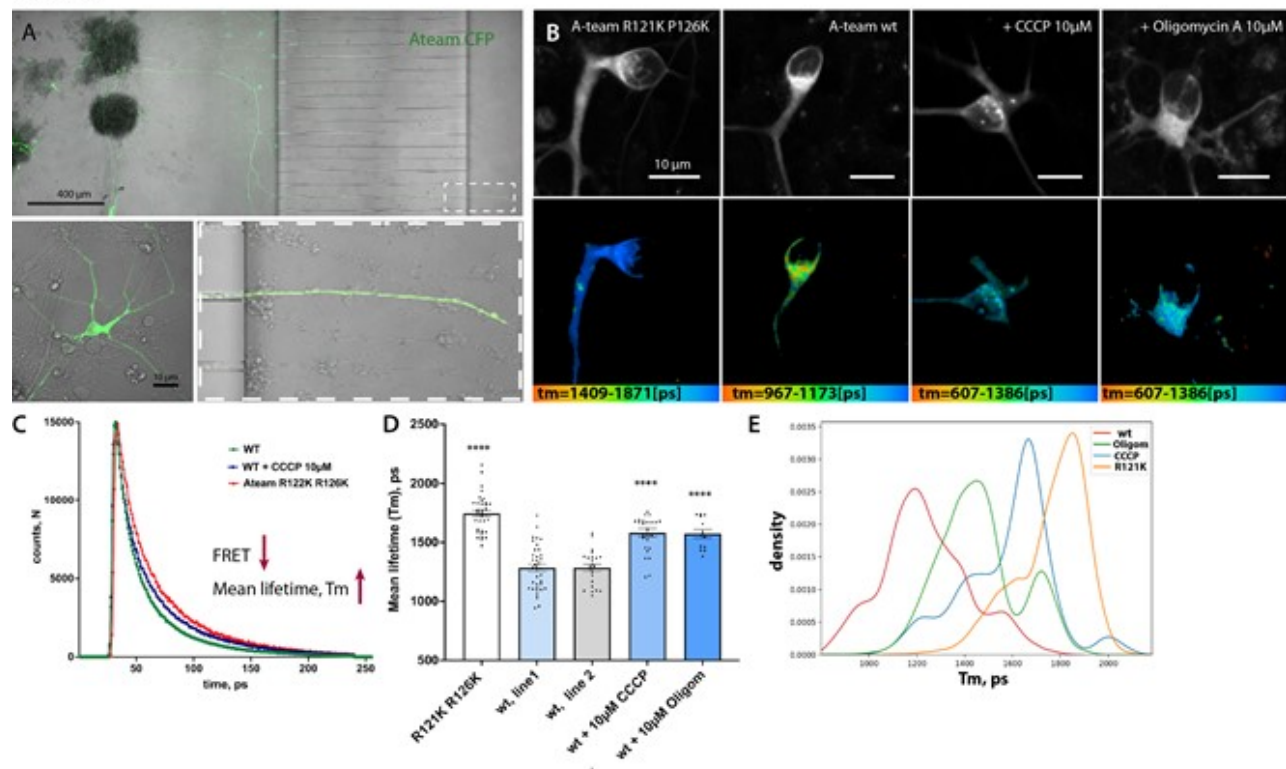 A
Ateam CFP
400 µm
10 µm
B
A-team R121K P126K
A-team wt
+ CCCP 10µM
+ Oligomycin A 10µM
10 µm
tm=1409-1871[ps]
tm=967-1173[ps]
tm=607-1386[ps]
tm=607-1386[ps]
C
15000
10000
5000
0
counts, N
50
100
150
200
250
time, ps
WT
WT + CCCP 10µM
Ateam R122K R126K
FRET
Mean lifetime, Tm
D
2500
2000
1500
1000
500
Mean lifetime (Tm), ps
****
****
****
R121K R126K
wt, line1
wt, line 2
wt + 10µM CCCP
wt + 10µM Oligom
E
0.0035
0.0030
0.0025
0.0020
0.0015
0.0010
0.0005
0.0000
density
1000
1200
1400
1600
1800
2000
Tm, ps
wt
Oligom
CCCP
R121K